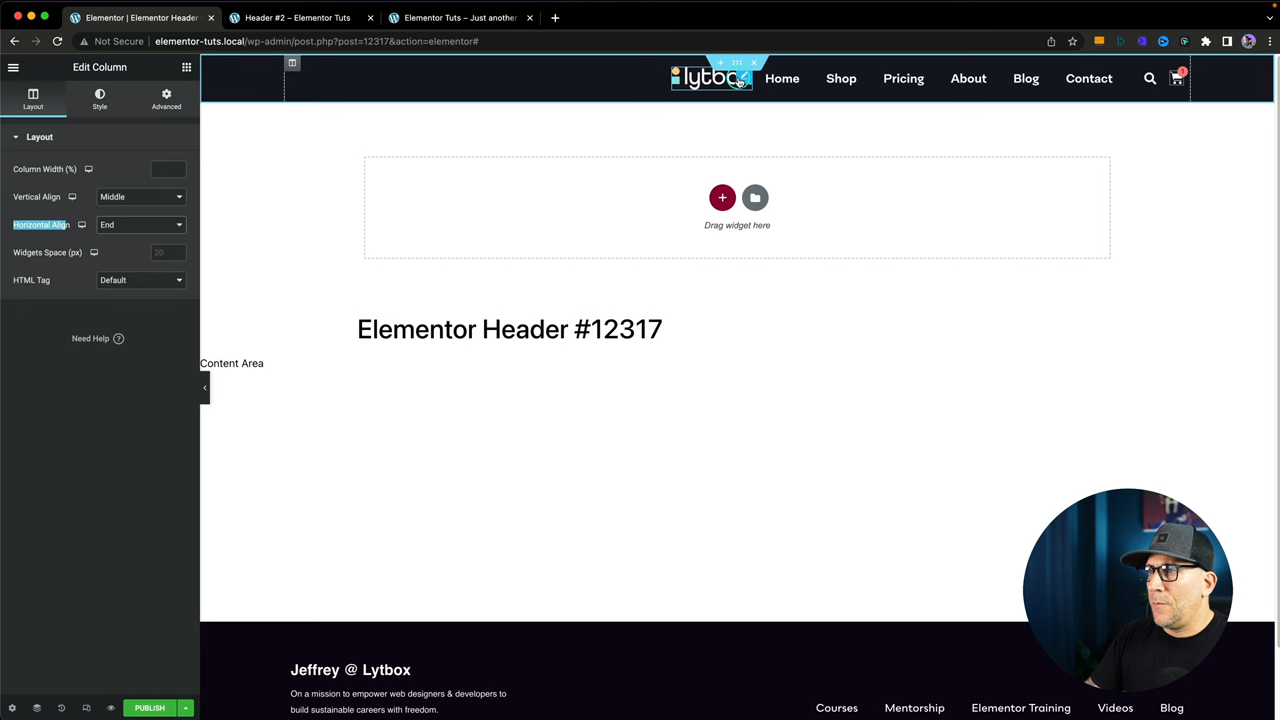 Elementor | Elementor Header
Header #2 – Elementor Tuts
Elementor Tuts – Just another
Not Secure
elementor-tuts.local/wp-admin/post.php?post=12317&action=elementor#
Edit Column
lytbox
Home
Shop
Pricing
About
Blog
Contact
1
Layout
Style
Advanced
Layout
Column Width (%)
Vertical Align
Middle
Horizontal Align
End
Widgets Space (px)
20
HTML Tag
Default
Need Help
Drag widget here
Elementor Header #12317
Content Area
Jeffrey @ Lytbox
On a mission to empower web designers & developers to
build sustainable careers with freedom.
Courses
Mentorship
Elementor Training
Videos
Blog
PUBLISH